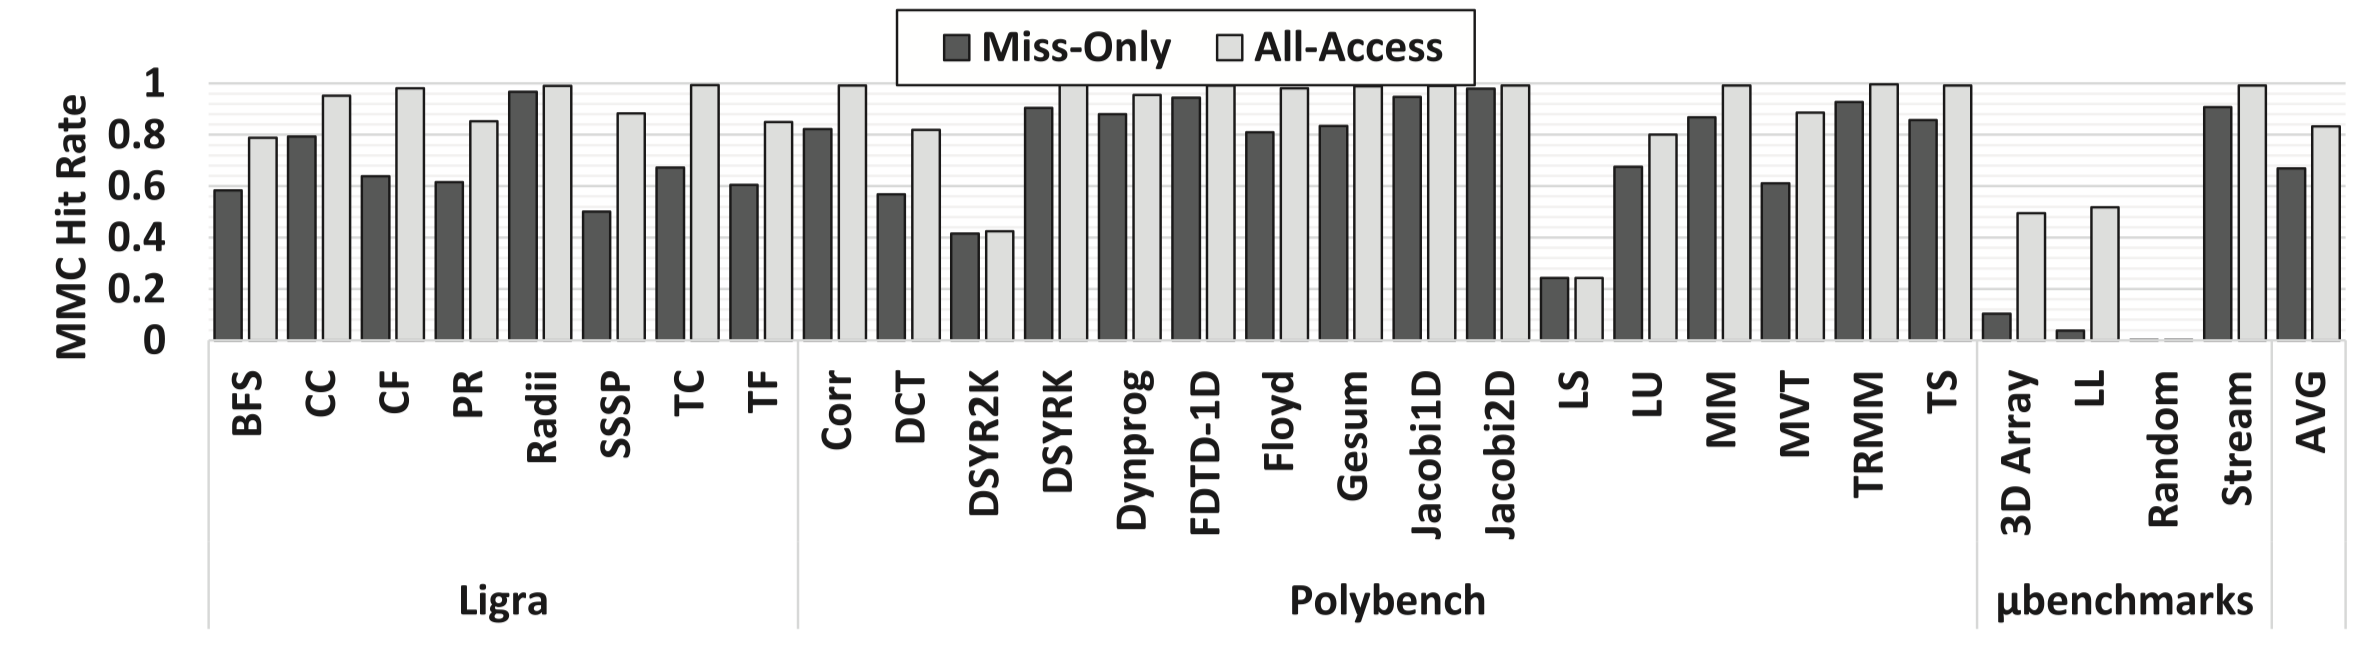 Miss-Only All-Access
MMC Hit Rate
1
0.8
0.6
0.4
0.2
0
BFS
CC
CF
PR
Radii
SSSP
TC
TF
Corr
DCT
DSYR2K
DSYRK
Dynprog
FDTD-1D
Floyd
Gesum
Jacobi1D
Jacobi2D
LS
LU
MM
MVT
TRMM
TS
3D Array
LL
Random
Stream
AVG
Ligra
Polybench
μbenchmarks